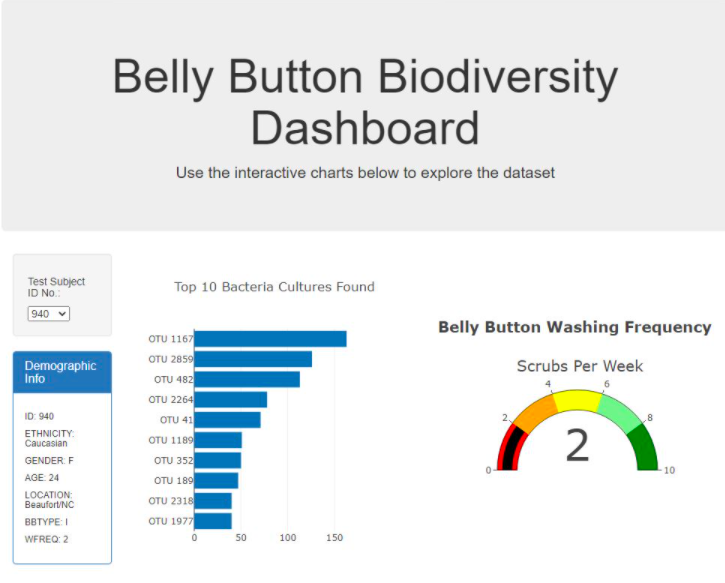 Belly Button Biodiversity
Dashboard
Use the interactive charts below to explore the dataset
Test Subject
ID No.:
940
Demographic
Info
ID: 940
ETHNICITY:
Caucasian
GENDER: F
AGE: 24
LOCATION:
Beaufort/NC
BBTYPE: I
WFREQ: 2
Top 10 Bacteria Cultures Found
OTU 1167
OTU 2859
OTU 482
OTU 2264
OTU 41
OTU 1189
OTU 352
OTU 189
OTU 2318
OTU 1977
0 50 100 150
Belly Button Washing Frequency
Scrubs Per Week
4 6
2 8
2
0 10